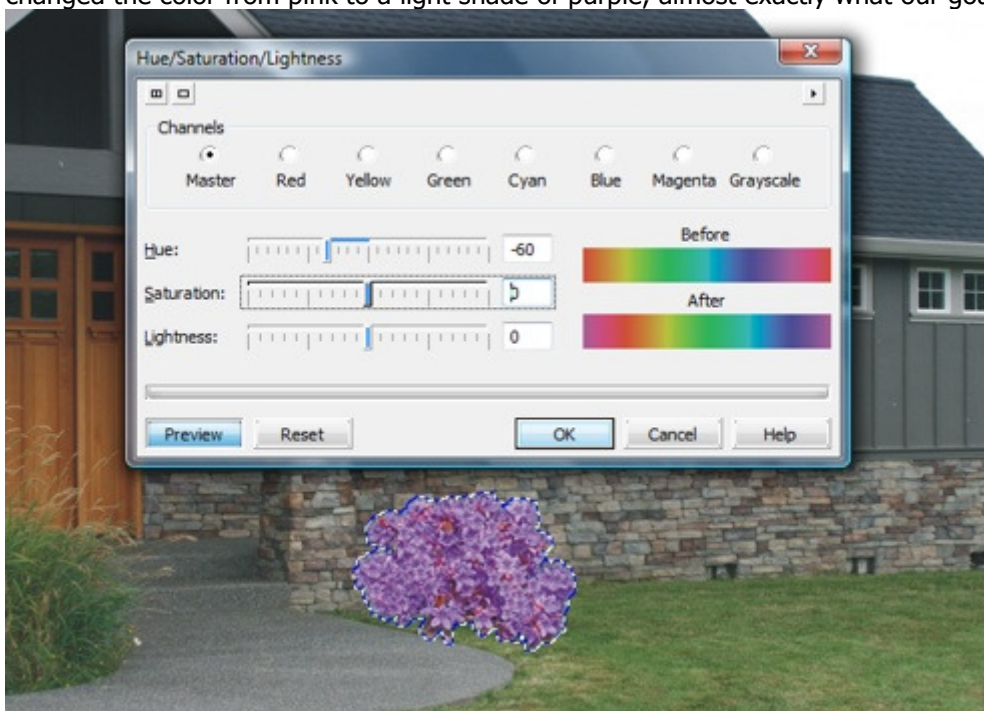 changed the color from pink to a light shade of purple, almost exactly what our
Hue/Saturation/Lightness
Channels
Master Red Yellow Green Cyan Blue Magenta Grayscale
Hue: -60 Before
Saturation: After
Lightness: 0
Preview Reset OK Cancel Help